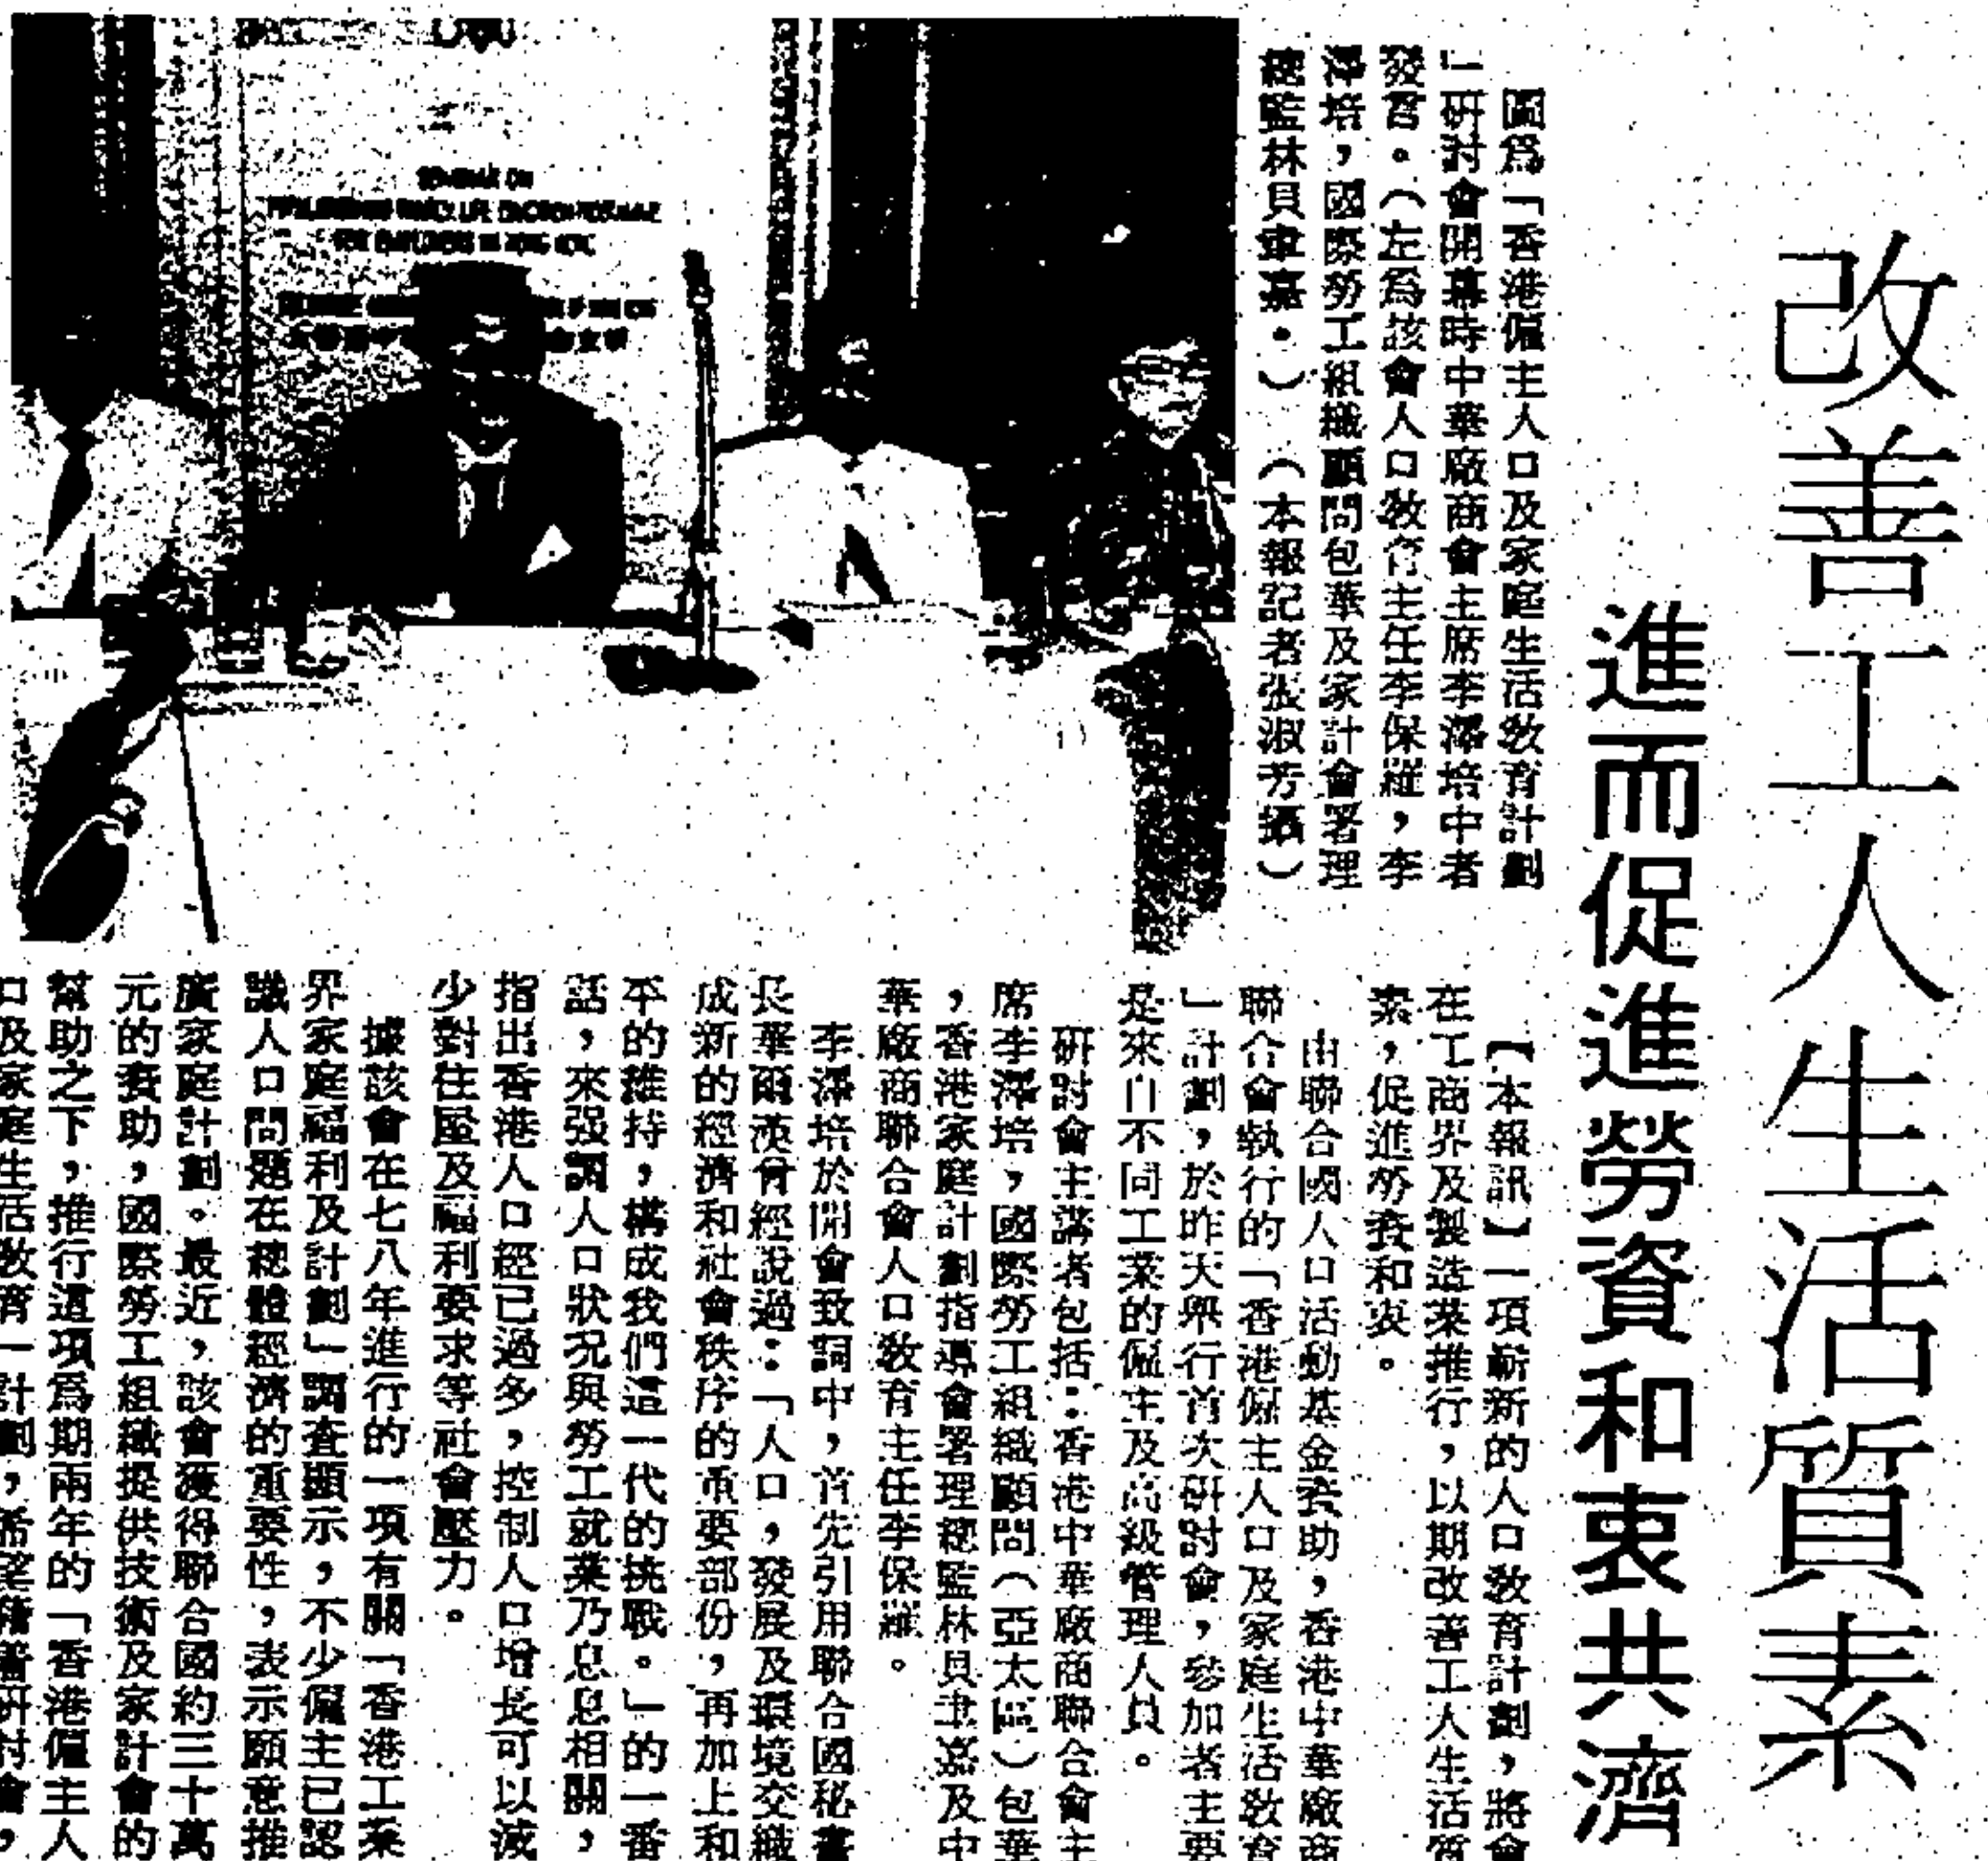 改善工人生活質素
進而促進勞資和衷共濟
圖爲「香港僱主人口及家庭生活敎育計劃
」研討會開幕時中華廠商會主席李澤培中者
發言。(左爲該會人口敎育主任李保羅,李
澤培,國際勞工組織顧問包華及家計會署理
總監林貝聿嘉。)(本報記者張淑芳攝)
【本報訊】一項嶄新的人口敎育計劃,將會
在工商界及製造業推行,以期改善工人生活質
素,促進勞資和衷。
由聯合國人口活動基金資助,香港中華廠商
聯合會執行的「香港僱主人口及家庭生活敎育
」計劃,於昨天舉行首次研討會,參加者主要
是來自不同工業的僱主及高級管理人員。
研討會主講者包括:香港中華廠商聯合會主
席李澤培,國際勞工組織顧問(亞太區)包華
,香港家庭計劃指導會署理總監林貝聿嘉及中
華廠商聯合會人口敎育主任李保羅。
李澤培於開會致詞中,首先引用聯合國秘書
長華爾漢曾經說過:「人口,發展及環境交織
成新的經濟和社會秩序的重要部份,再加上和
平的維持,構成我們這一代的挑戰。」的一番
話,來强調人口狀況與勞工就業乃息息相關,
指出香港人口經已過多,控制人口增長可以減
少對住屋及福利要求等社會壓力。
據該會在七八年進行的一項有關「香港工業
界家庭福利及計劃」調查顯示,不少僱主已認
識人口問題在總體經濟的重要性,表示願意推
廣家庭計劃。最近,該會獲得聯合國約三十萬
元的資助,國際勞工組織提供技術及家計會的
幫助之下,推行這項爲期兩年的「香港僱主人
口及家庭生活敎育」計劃,希望藉着研討會,